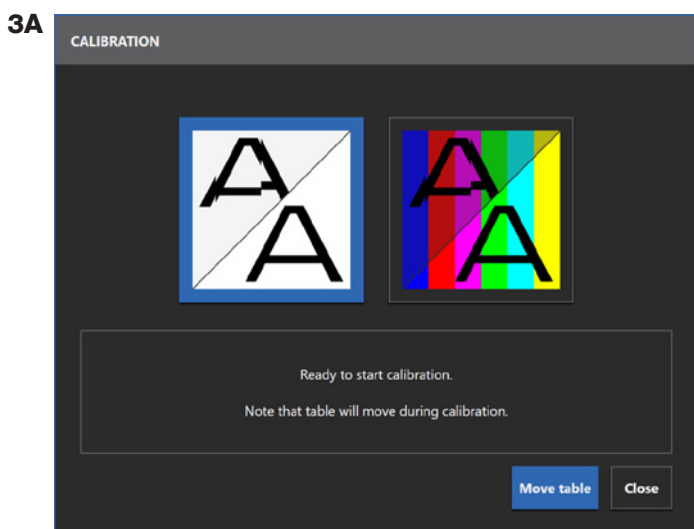 3A
CALIBRATION
A
A
A
A
Ready to start calibration.
Note that table will move during calibration.
Move table Close